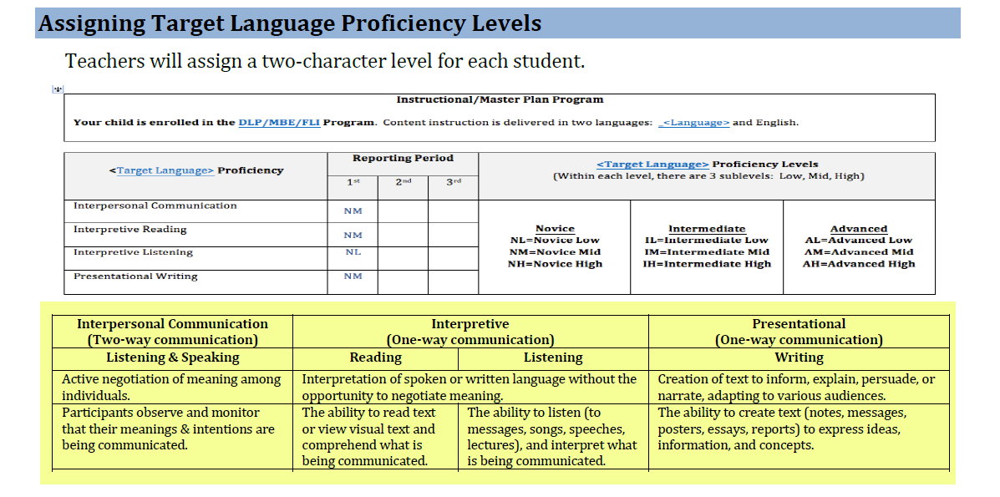 Assigning Target Language Proficiency Levels
Teachers will assign a two-character level for each student.
Instructional/Master Plan Program
Your child is enrolled in the DLP/MBE/FLI Program. Content instruction is delivered in two languages: _<Language> and English.
<Target Language> Proficiency
Reporting Period
1st 2nd 3rd
<Target Language> Proficiency Levels
(Within each level, there are 3 sublevels: Low, Mid, High)
Interpersonal Communication NM
Interpretive Reading NM
Interpretive Listening NL
Presentational Writing NM
Novice
NL=Novice Low
NM=Novice Mid
NH=Novice High
Intermediate
IL=Intermediate Low
IM=Intermediate Mid
IH=Intermediate High
Advanced
AL=Advanced Low
AM=Advanced Mid
AH=Advanced High
Interpersonal Communication
(Two-way communication)
Interpretive
(One-way communication)
Presentational
(One-way communication)
Listening & Speaking
Reading
Listening
Writing
Active negotiation of meaning among
individuals.
Interpretation of spoken or written language without the
opportunity to negotiate meaning.
Creation of text to inform, explain, persuade, or
narrate, adapting to various audiences.
Participants observe and monitor
that their meanings & intentions are
being communicated.
The ability to read text
or view visual text and
comprehend what is
being communicated.
The ability to listen (to
messages, songs, speeches,
lectures), and interpret what
is being communicated.
The ability to create text (notes, messages,
posters, essays, reports) to express ideas,
information, and concepts.